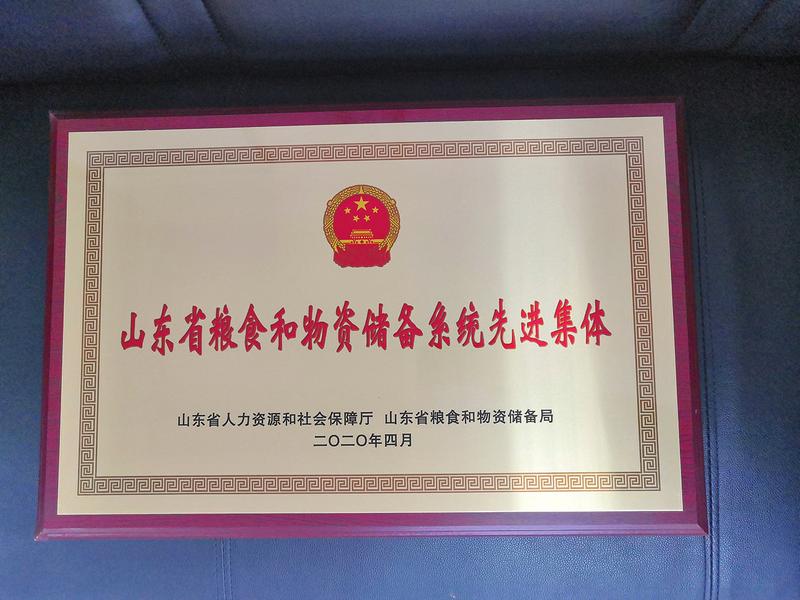 山东省粮食和物资储备系统先进集体
山东省人力资源和社会保障厅 山东省粮食和物资储备局
二〇二〇年四月